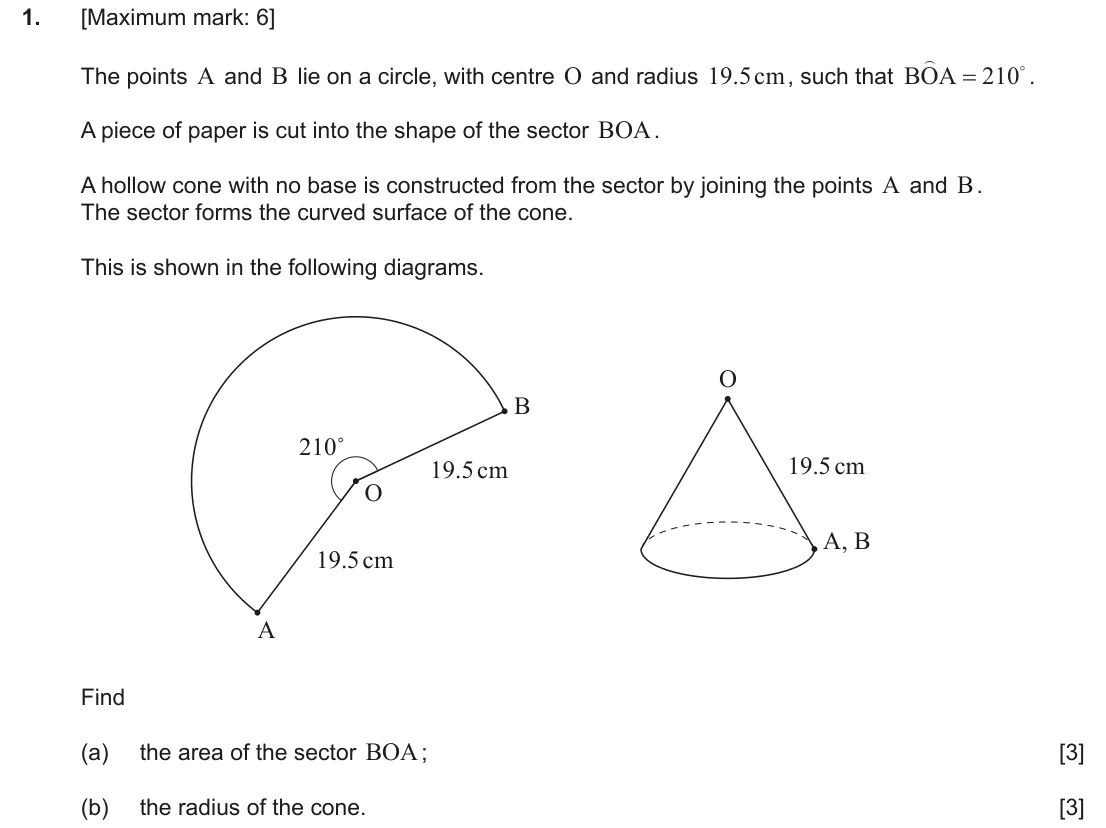 1. [Maximum mark: 6]
The points A and B lie on a circle, with centre O and radius 19.5 cm, such that BÔA = 210°.
A piece of paper is cut into the shape of the sector BOA.
A hollow cone with no base is constructed from the sector by joining the points A and B.
The sector forms the curved surface of the cone.
This is shown in the following diagrams.
O
B
210°
19.5 cm
19.5 cm
O
A, B
19.5 cm
A
Find
(a) the area of the sector BOA; [3]
(b) the radius of the cone. [3]